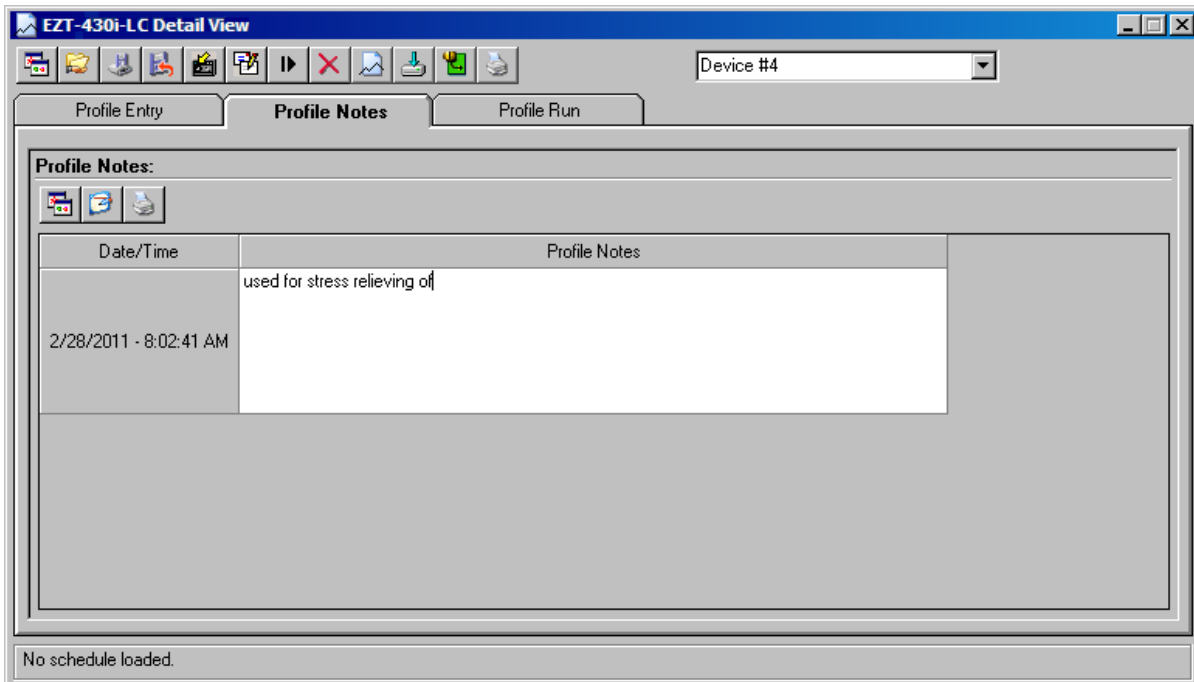 EZT-430i-LC Detail View
Device #4
Profile Entry
Profile Notes
Profile Run
Profile Notes:
Date/Time
Profile Notes
used for stress relieving of
2/28/2011 - 8:02:41 AM
No schedule loaded.